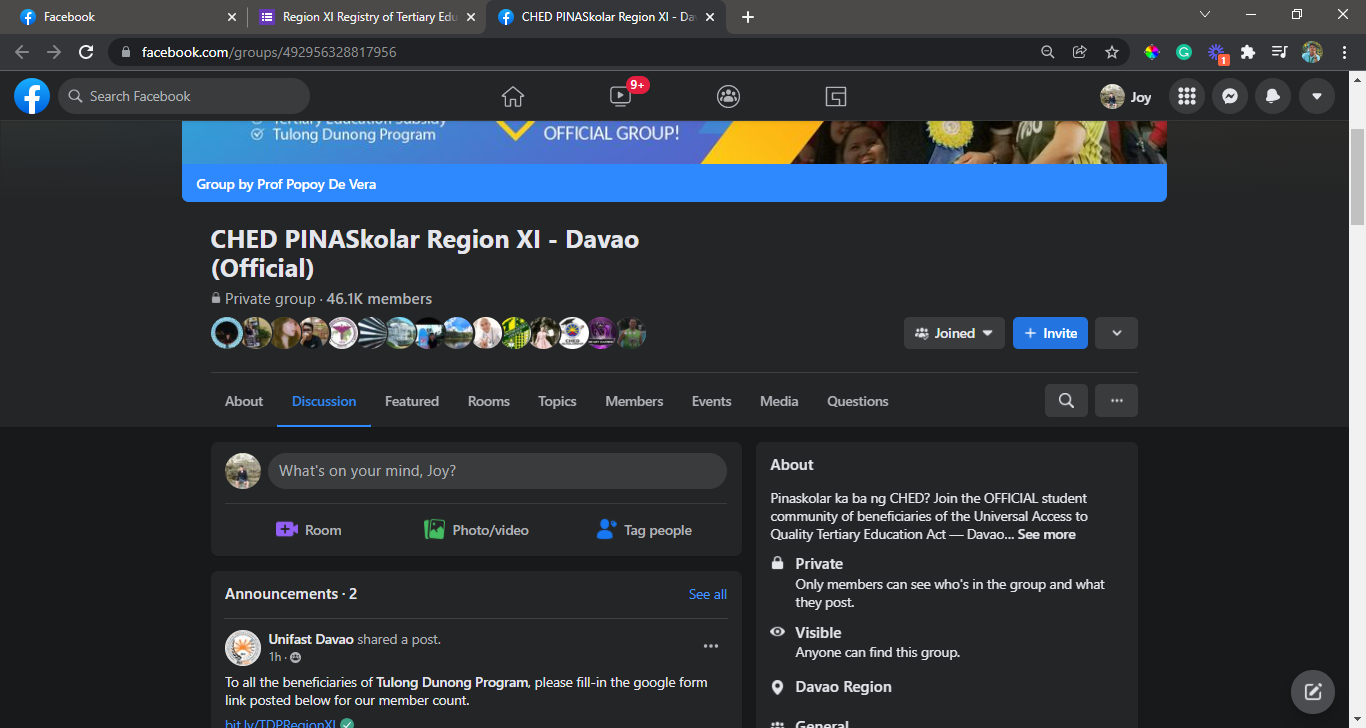 Facebook
Region XI Registry of Tertiary Edu
CHED PINASkolar Region XI - Da
facebook.com/groups/492956328817956
1
Search Facebook
9+
Joy
Tertiary Education Subsidy
Tulong Dunong Program
OFFICIAL GROUP!
Group by Prof Popoy De Vera
CHED PINASkolar Region XI - Davao
(Official)
Private group · 46.1K members
Joined
+ Invite
About
Discussion
Featured
Rooms
Topics
Members
Events
Media
Questions
What's on your mind, Joy?
Room
Photo/video
Tag people
Announcements · 2
See all
Unifast Davao shared a post.
1h ·
To all the beneficiaries of Tulong Dunong Program, please fill-in the google form
link posted below for our member count.
bit.ly/TDPRegionXI
About
Pinaskolar ka ba ng CHED? Join the OFFICIAL student
community of beneficiaries of the Universal Access to
Quality Tertiary Education Act — Davao... See more
Private
Only members can see who's in the group and what
they post.
Visible
Anyone can find this group.
Davao Region
General